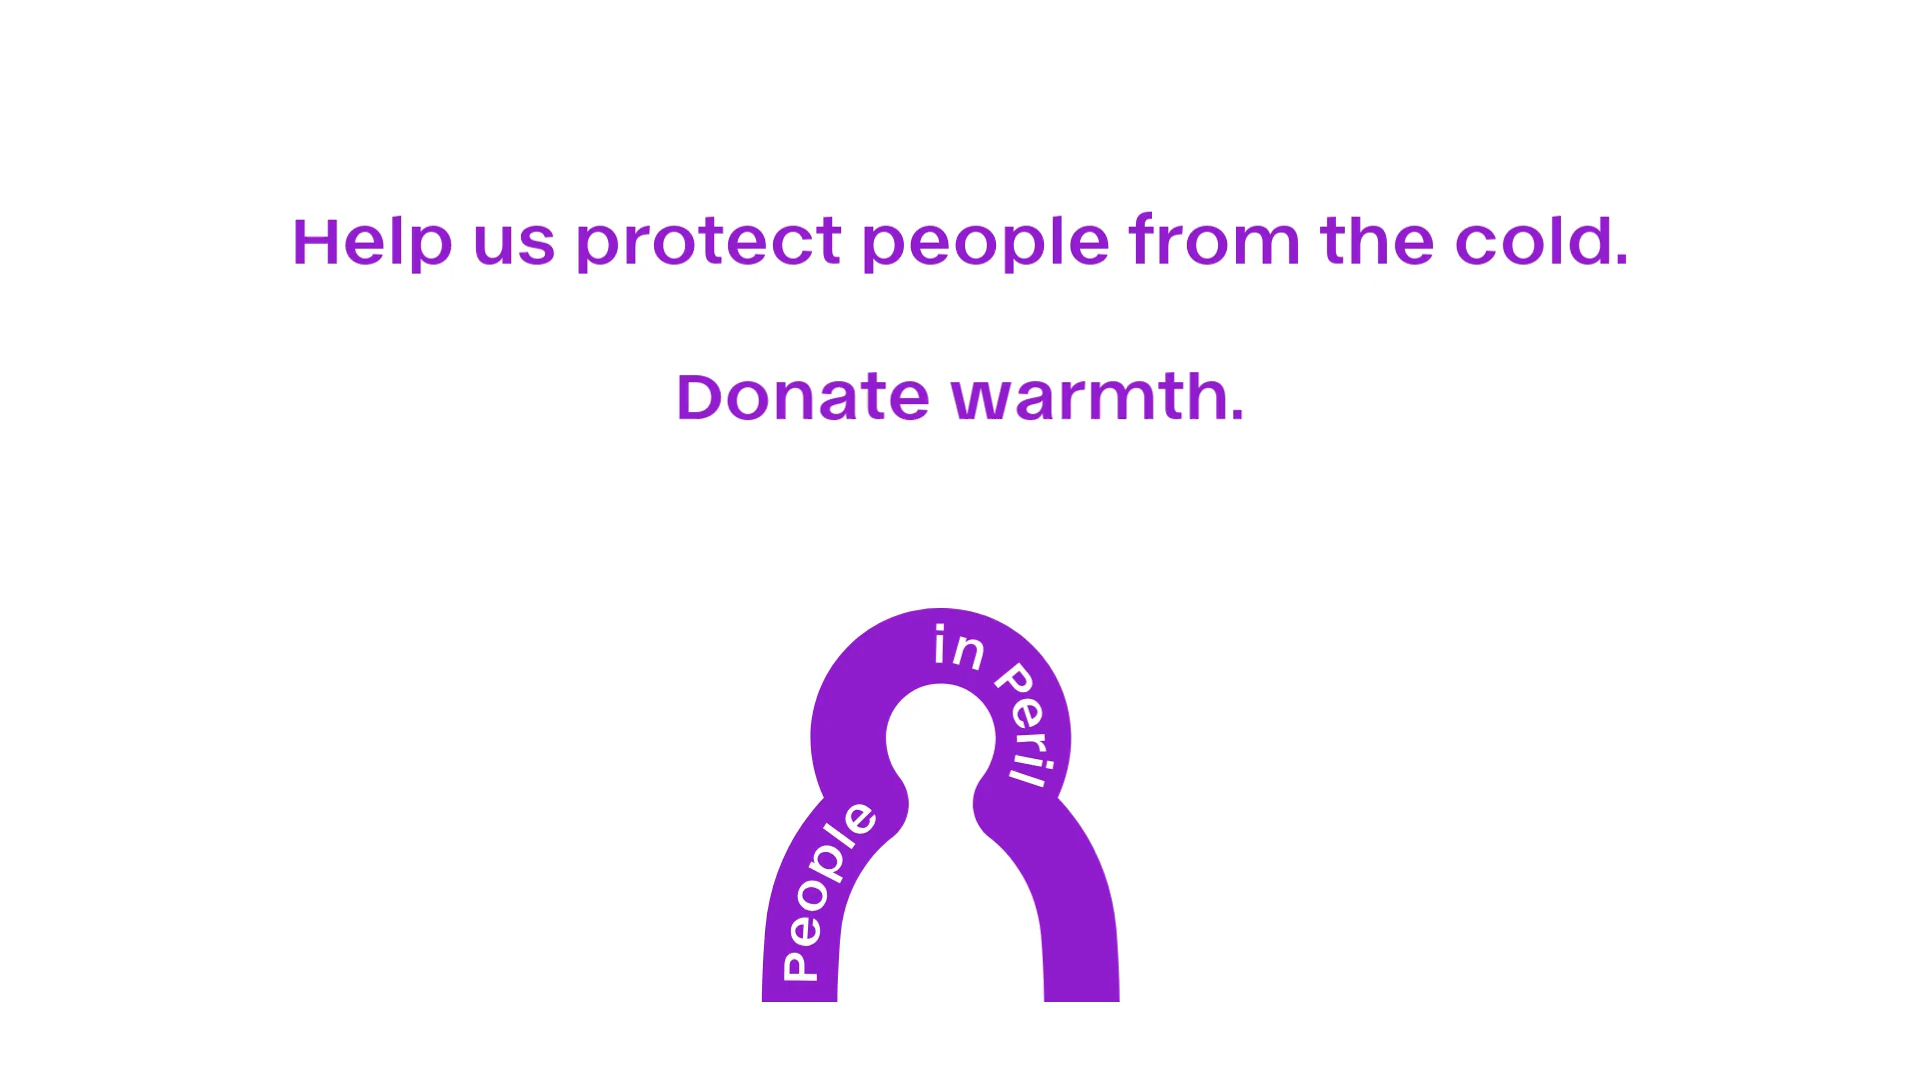 Help us protect people from the cold.
Donate warmth.
People in Peril